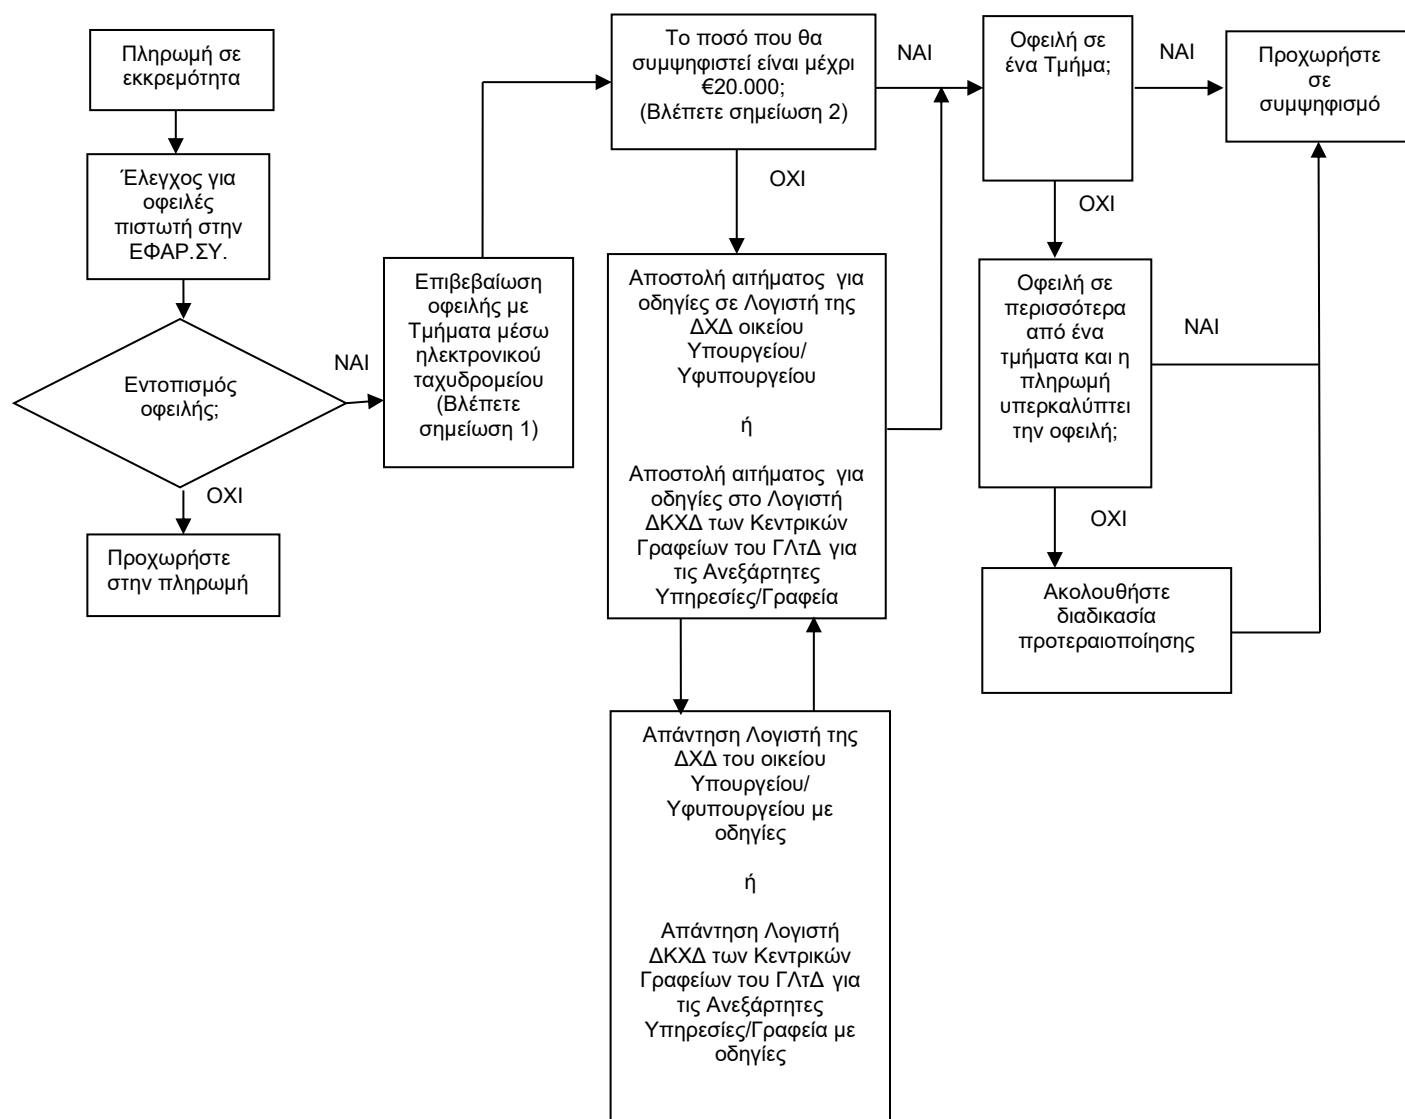 Πληρωμή σε
εκκρεμότητα
Έλεγχος για
οφειλές
πιστωτή στην
ΕΦΑΡ.ΣΥ.
Εντοπισμός
οφειλής;
ΝΑΙ
ΟΧΙ
Προχωρήστε
στην πληρωμή
Επιβεβαίωση
οφειλής με
Τμήματα μέσω
ηλεκτρονικού
ταχυδρομείου
(Βλέπετε
σημείωση 1)
Το ποσό που θα
συμψηφιστεί είναι μέχρι
€20.000;
(Βλέπετε σημείωση 2)
ΝΑΙ
ΟΧΙ
Αποστολή αιτήματος για
οδηγίες σε Λογιστή της
ΔΧΔ οικείου
Υπουργείου/
Υφυπουργείου
ή
Αποστολή αιτήματος για
οδηγίες στο Λογιστή
ΔΚΧΔ των Κεντρικών
Γραφείων του ΓΛτΔ για
τις Ανεξάρτητες
Υπηρεσίες/Γραφεία
Απάντηση Λογιστή της
ΔΧΔ του οικείου
Υπουργείου/
Υφυπουργείου με
οδηγίες
ή
Απάντηση Λογιστή
ΔΚΧΔ των Κεντρικών
Γραφείων του ΓΛτΔ για
τις Ανεξάρτητες
Υπηρεσίες/Γραφεία με
οδηγίες
Οφειλή σε
ένα Τμήμα;
ΝΑΙ
ΟΧΙ
Οφειλή σε
περισσότερα
από ένα
τμήματα και η
πληρωμή
υπερκαλύπτει
την οφειλή;
ΝΑΙ
ΟΧΙ
Ακολουθήστε
διαδικασία
προτεραιοποίησης
Προχωρήστε
σε
συμψηφισμό